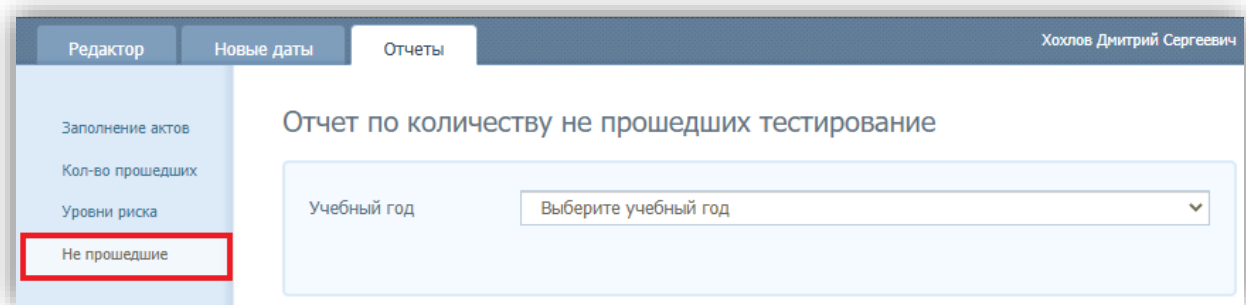 Редактор
Новые даты
Отчеты
Хохлов Дмитрий Сергеевич
Заполнение актов
Кол-во прошедших
Уровни риска
Не прошедшие
Отчет по количеству не прошедших тестирование
Учебный год
Выберите учебный год